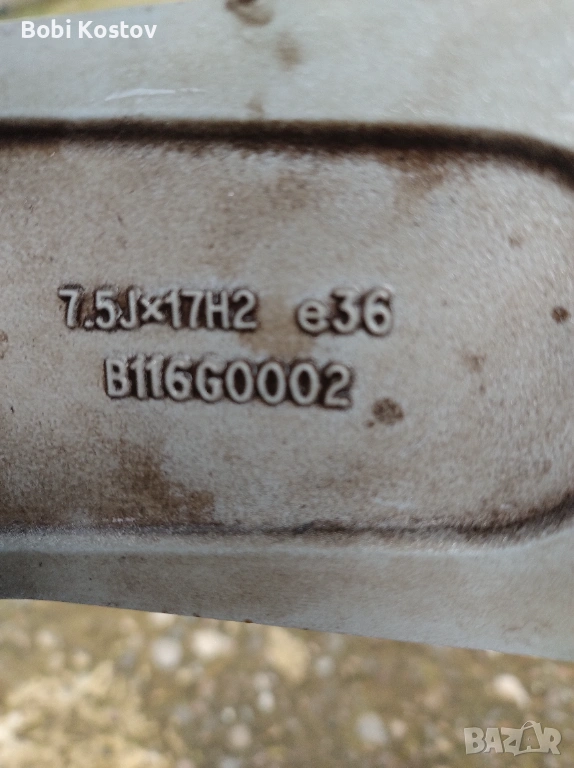 Bobi Kostov
7.5J×17H2 e36
B116G0002
BAZAR